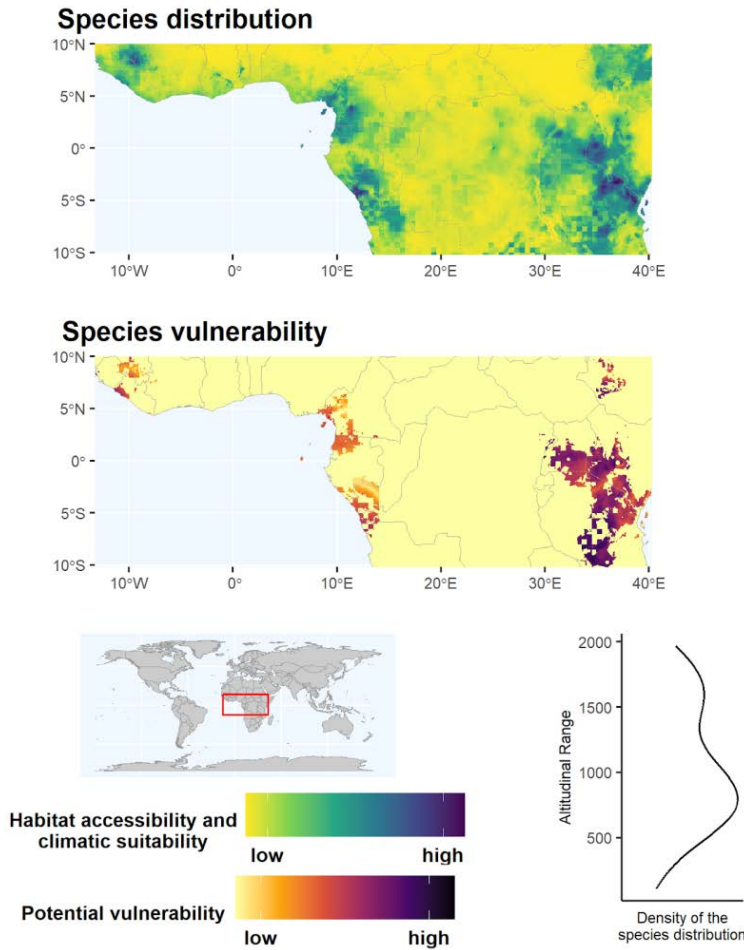 Species distribution
10°N
5°N
0°
5°S
10°S
10°W 0° 10°E 20°E 30°E 40°E
Species vulnerability
10°N
5°N
0°
5°S
10°S
10°W 0° 10°E 20°E 30°E 40°E
2000
1500
1000
500
Altitudinal Range
Density of the
species distribution
Habitat accessibility and
climatic suitability
low high
Potential vulnerability
low high